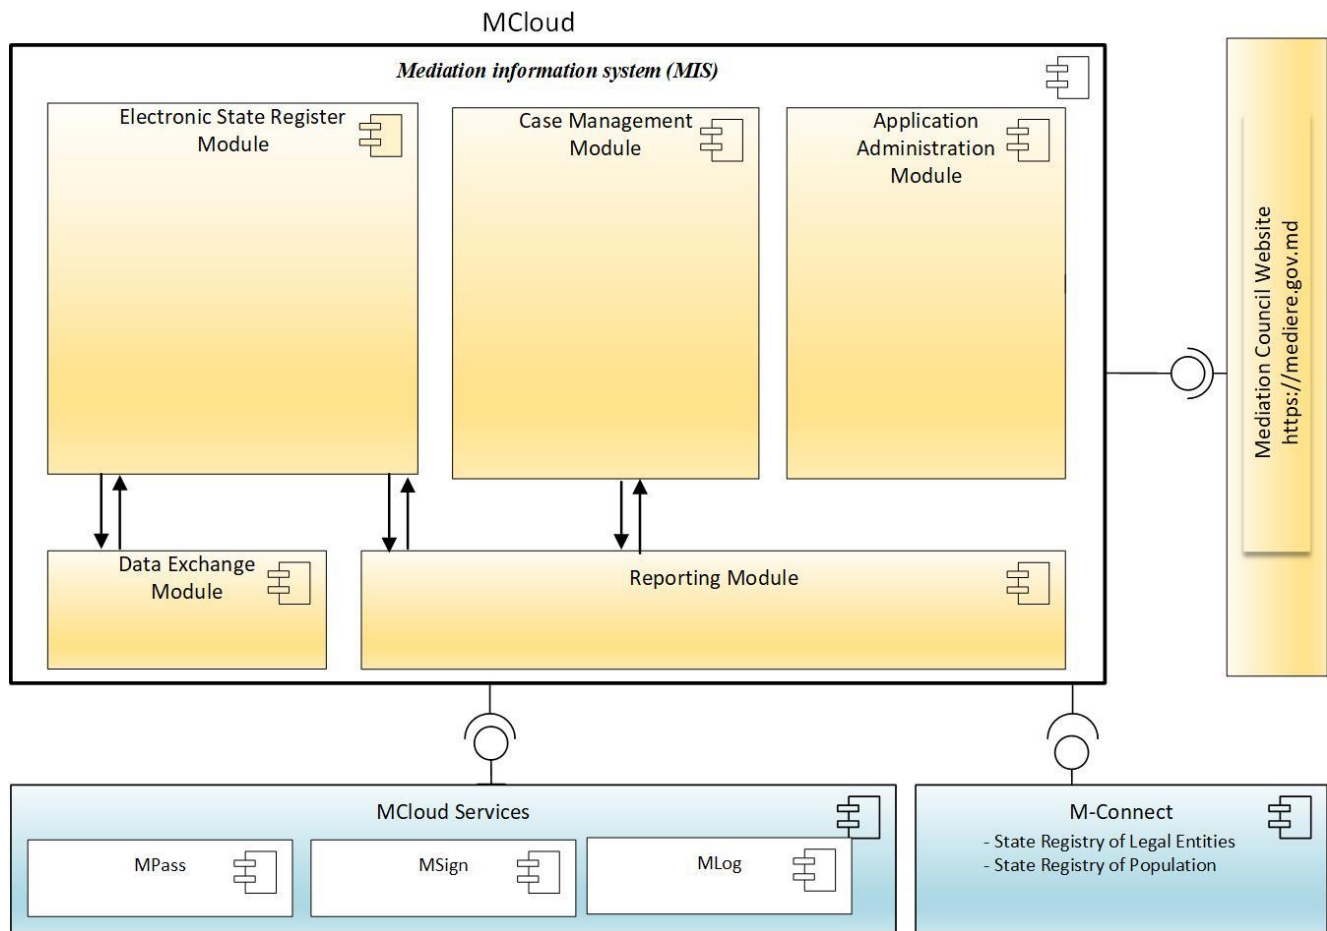 MCloud
Mediation information system (MIS)
Electronic State Register
Module
Case Management
Module
Application
Administration
Module
Mediation Council Website
https://mediere.gov.md
Data Exchange
Module
Reporting Module
MCloud Services
MPass
MSign
MLog
M-Connect
- State Registry of Legal Entities
- State Registry of Population